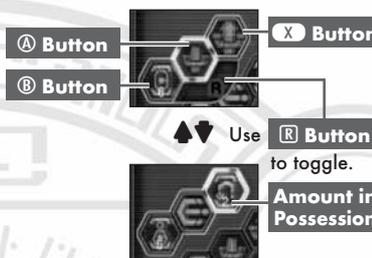 Ⓐ Button
Ⓧ Button
Ⓑ Button
R
Use Ⓡ Button
to toggle.
Amount in
Possession